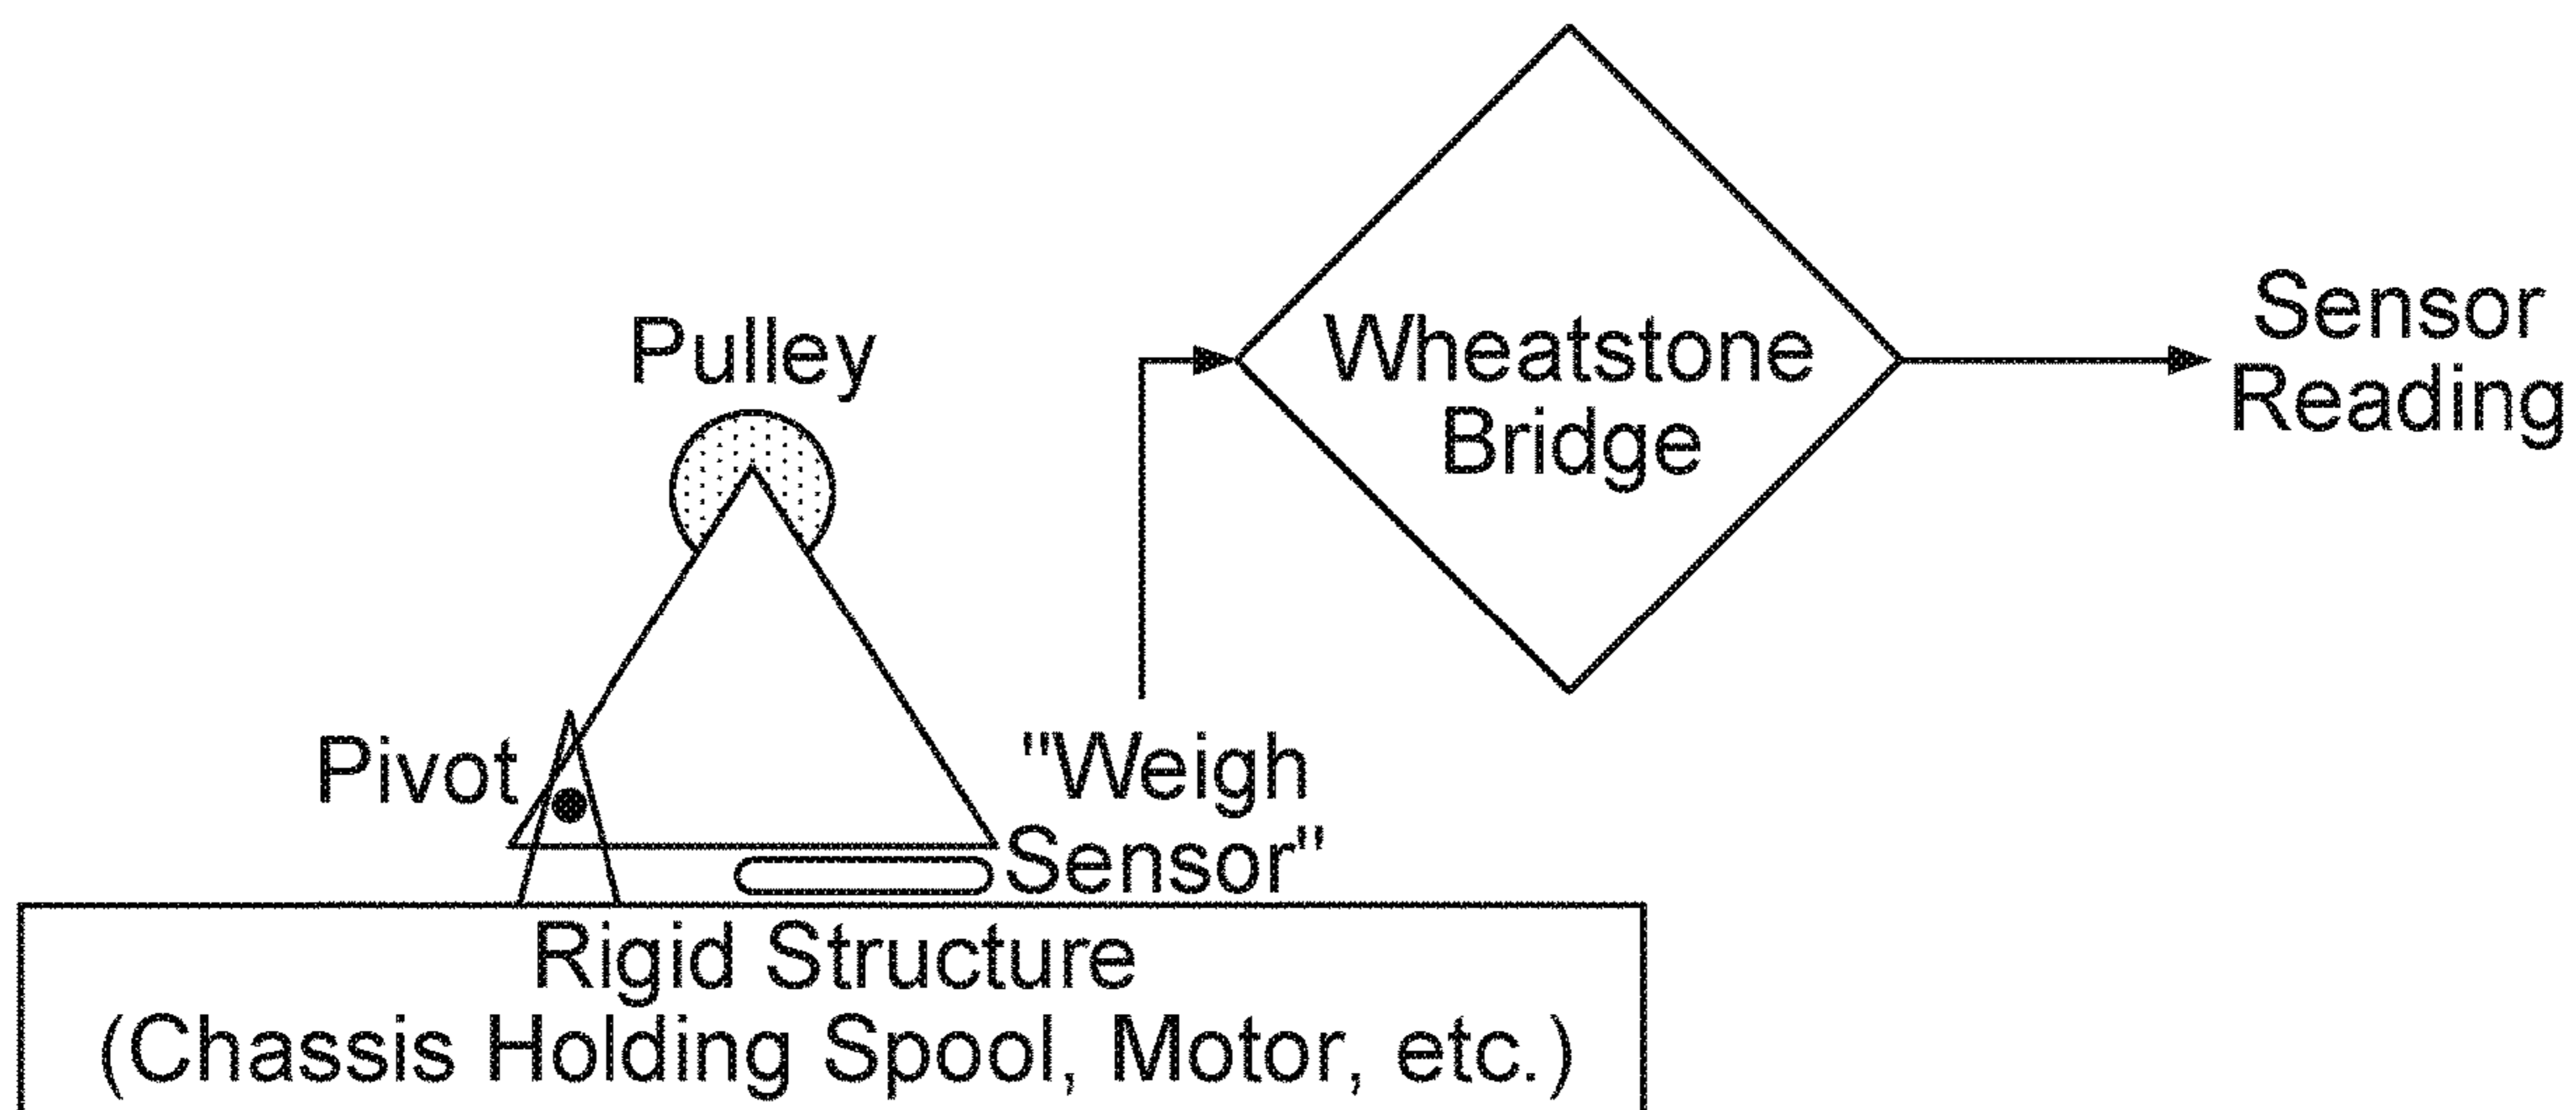 Pulley
Pivot
"Weigh
Sensor"
Wheatstone
Bridge
Sensor
Reading
Rigid Structure
(Chassis Holding Spool, Motor, etc.)